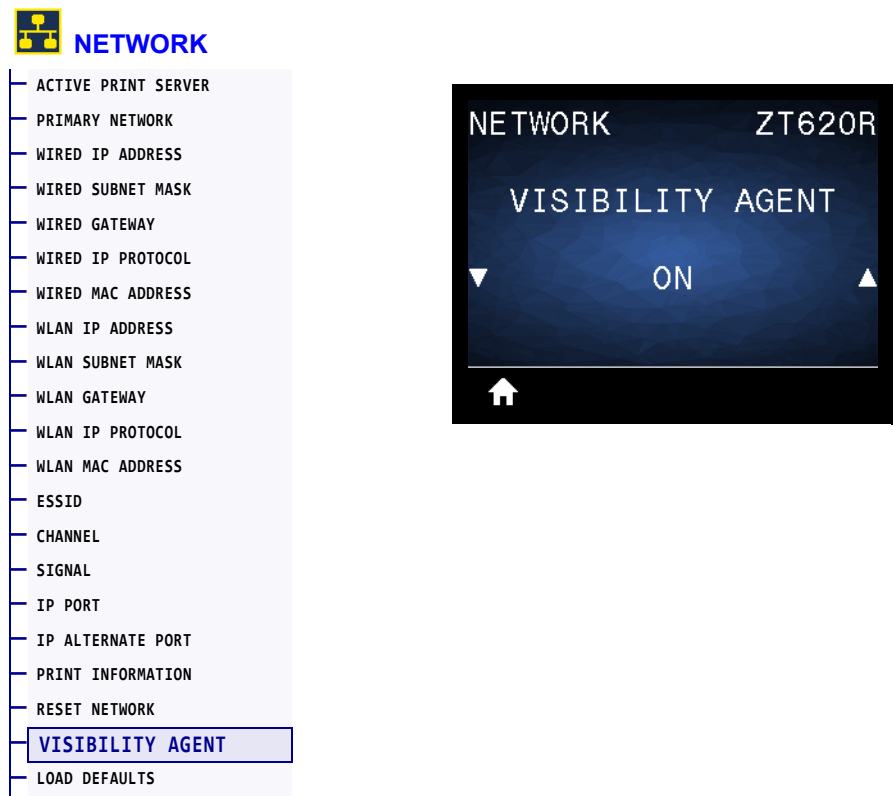 NETWORK
ACTIVE PRINT SERVER
PRIMARY NETWORK
WIRED IP ADDRESS
WIRED SUBNET MASK
WIRED GATEWAY
WIRED IP PROTOCOL
WIRED MAC ADDRESS
WLAN IP ADDRESS
WLAN SUBNET MASK
WLAN GATEWAY
WLAN IP PROTOCOL
WLAN MAC ADDRESS
ESSID
CHANNEL
SIGNAL
IP PORT
IP ALTERNATE PORT
PRINT INFORMATION
RESET NETWORK
VISIBILITY AGENT
LOAD DEFAULTS
NETWORK ZT620R
VISIBILITY AGENT
ON